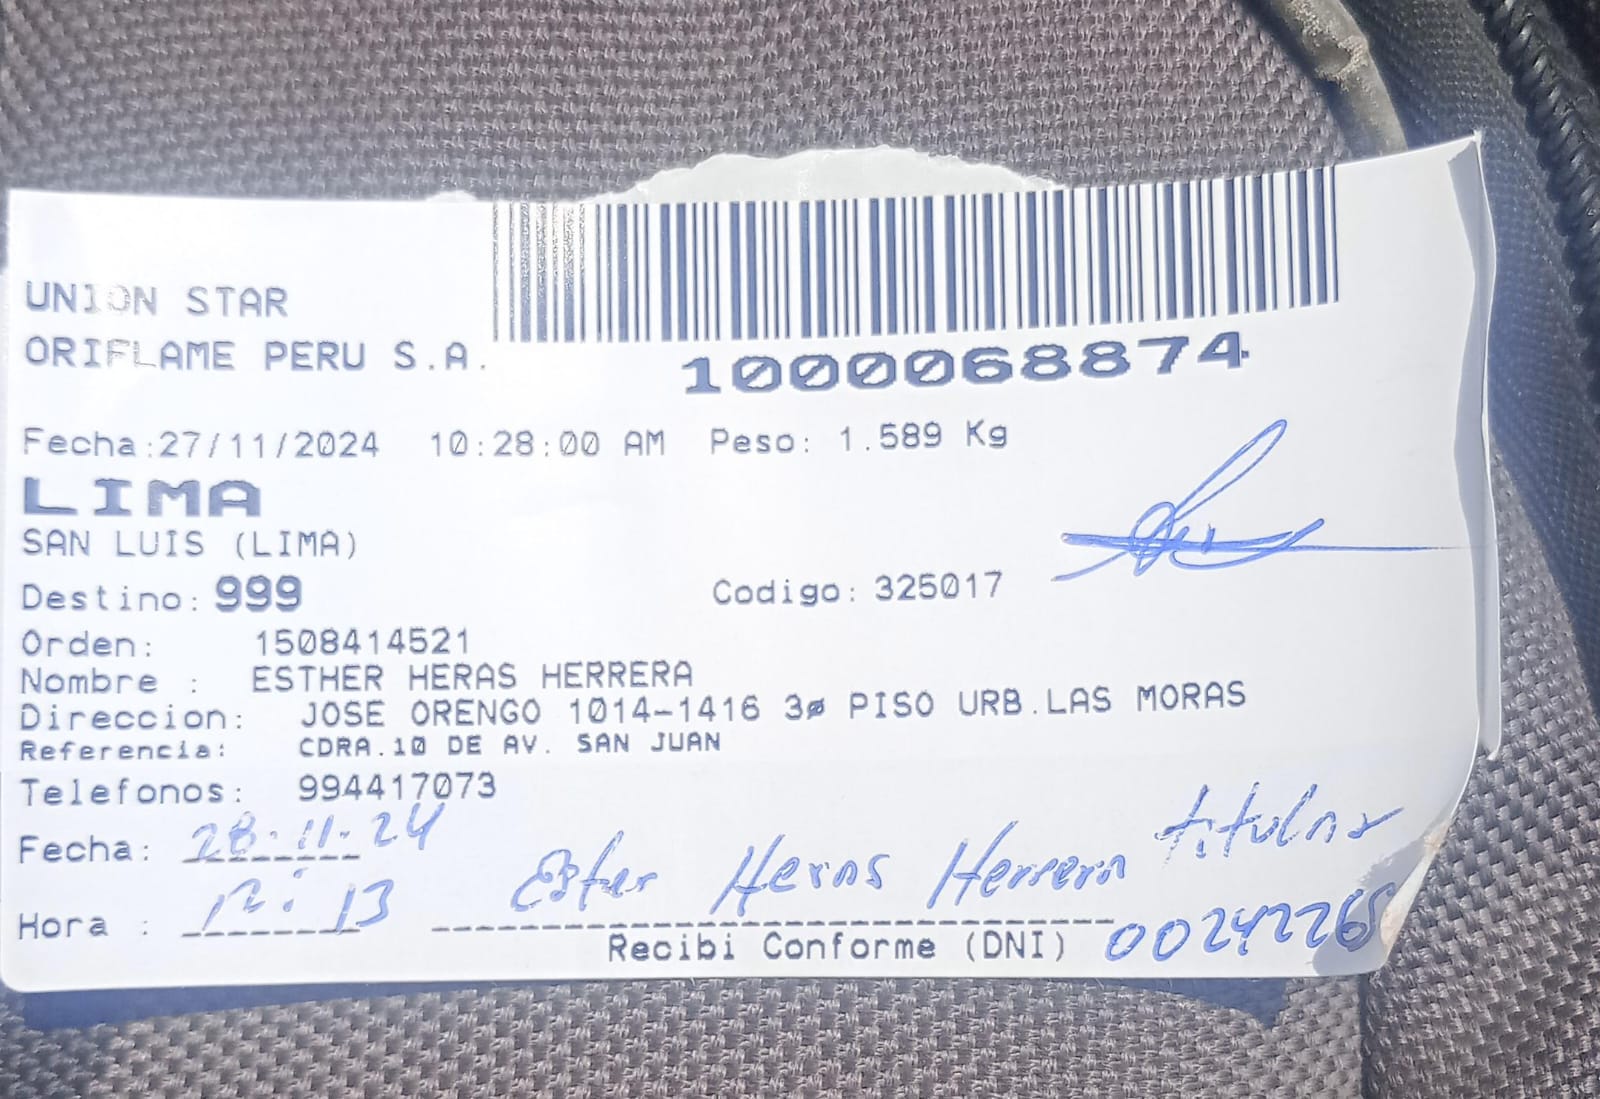 UNION STAR
ORIFLAME PERU S.A.
1000068874
Fecha:27/11/2024 10:28:00 AM Peso: 1.589 Kg
LIMA
SAN LUIS (LIMA)
Destino: 999 Codigo: 325017
Orden: 1508414521
Nombre : ESTHER HERAS HERRERA
Direccion: JOSE ORENGO 1014-1416 3ø PISO URB.LAS MORAS
Referencia: CDRA.10 DE AV. SAN JUAN
Telefonos: 994417073
Fecha: 28-11-24
Ester Heras Herrera titular
Hora : 12:13
Recibi Conforme (DNI)